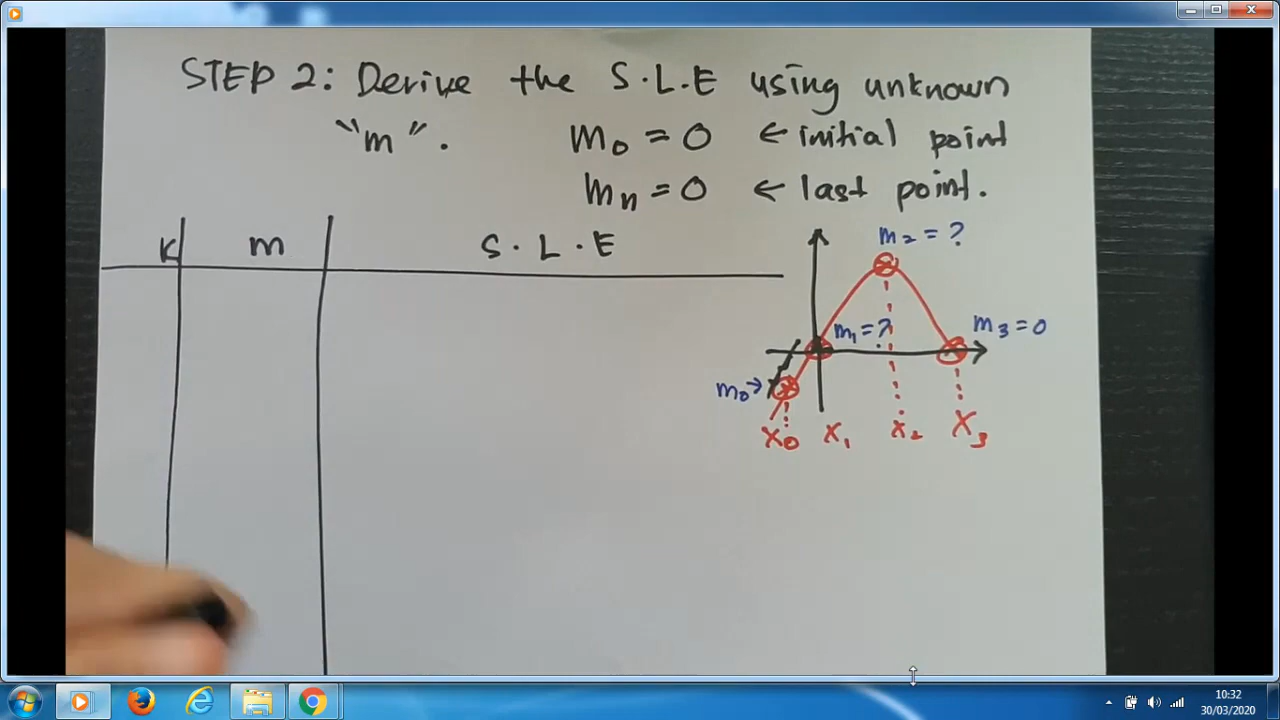 STEP 2: Derive the S.L.E using unknown
"m". m₀ = 0 ← initial point
mₙ = 0 ← last point.
K m S.L.E
m₂ = ?
m₁ = ?
m₃ = 0
m₀ →
x₀ x₁ x₂ x₃
10:32
30/03/2020